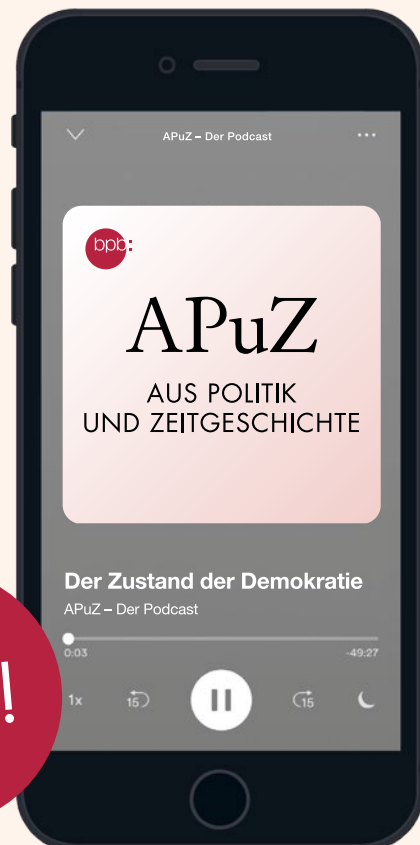 APuZ – Der Podcast
bpb:
APuZ
AUS POLITIK
UND ZEITGESCHICHTE
Der Zustand der Demokratie
APuZ – Der Podcast
0:03 -49:27
!
1x 15 15